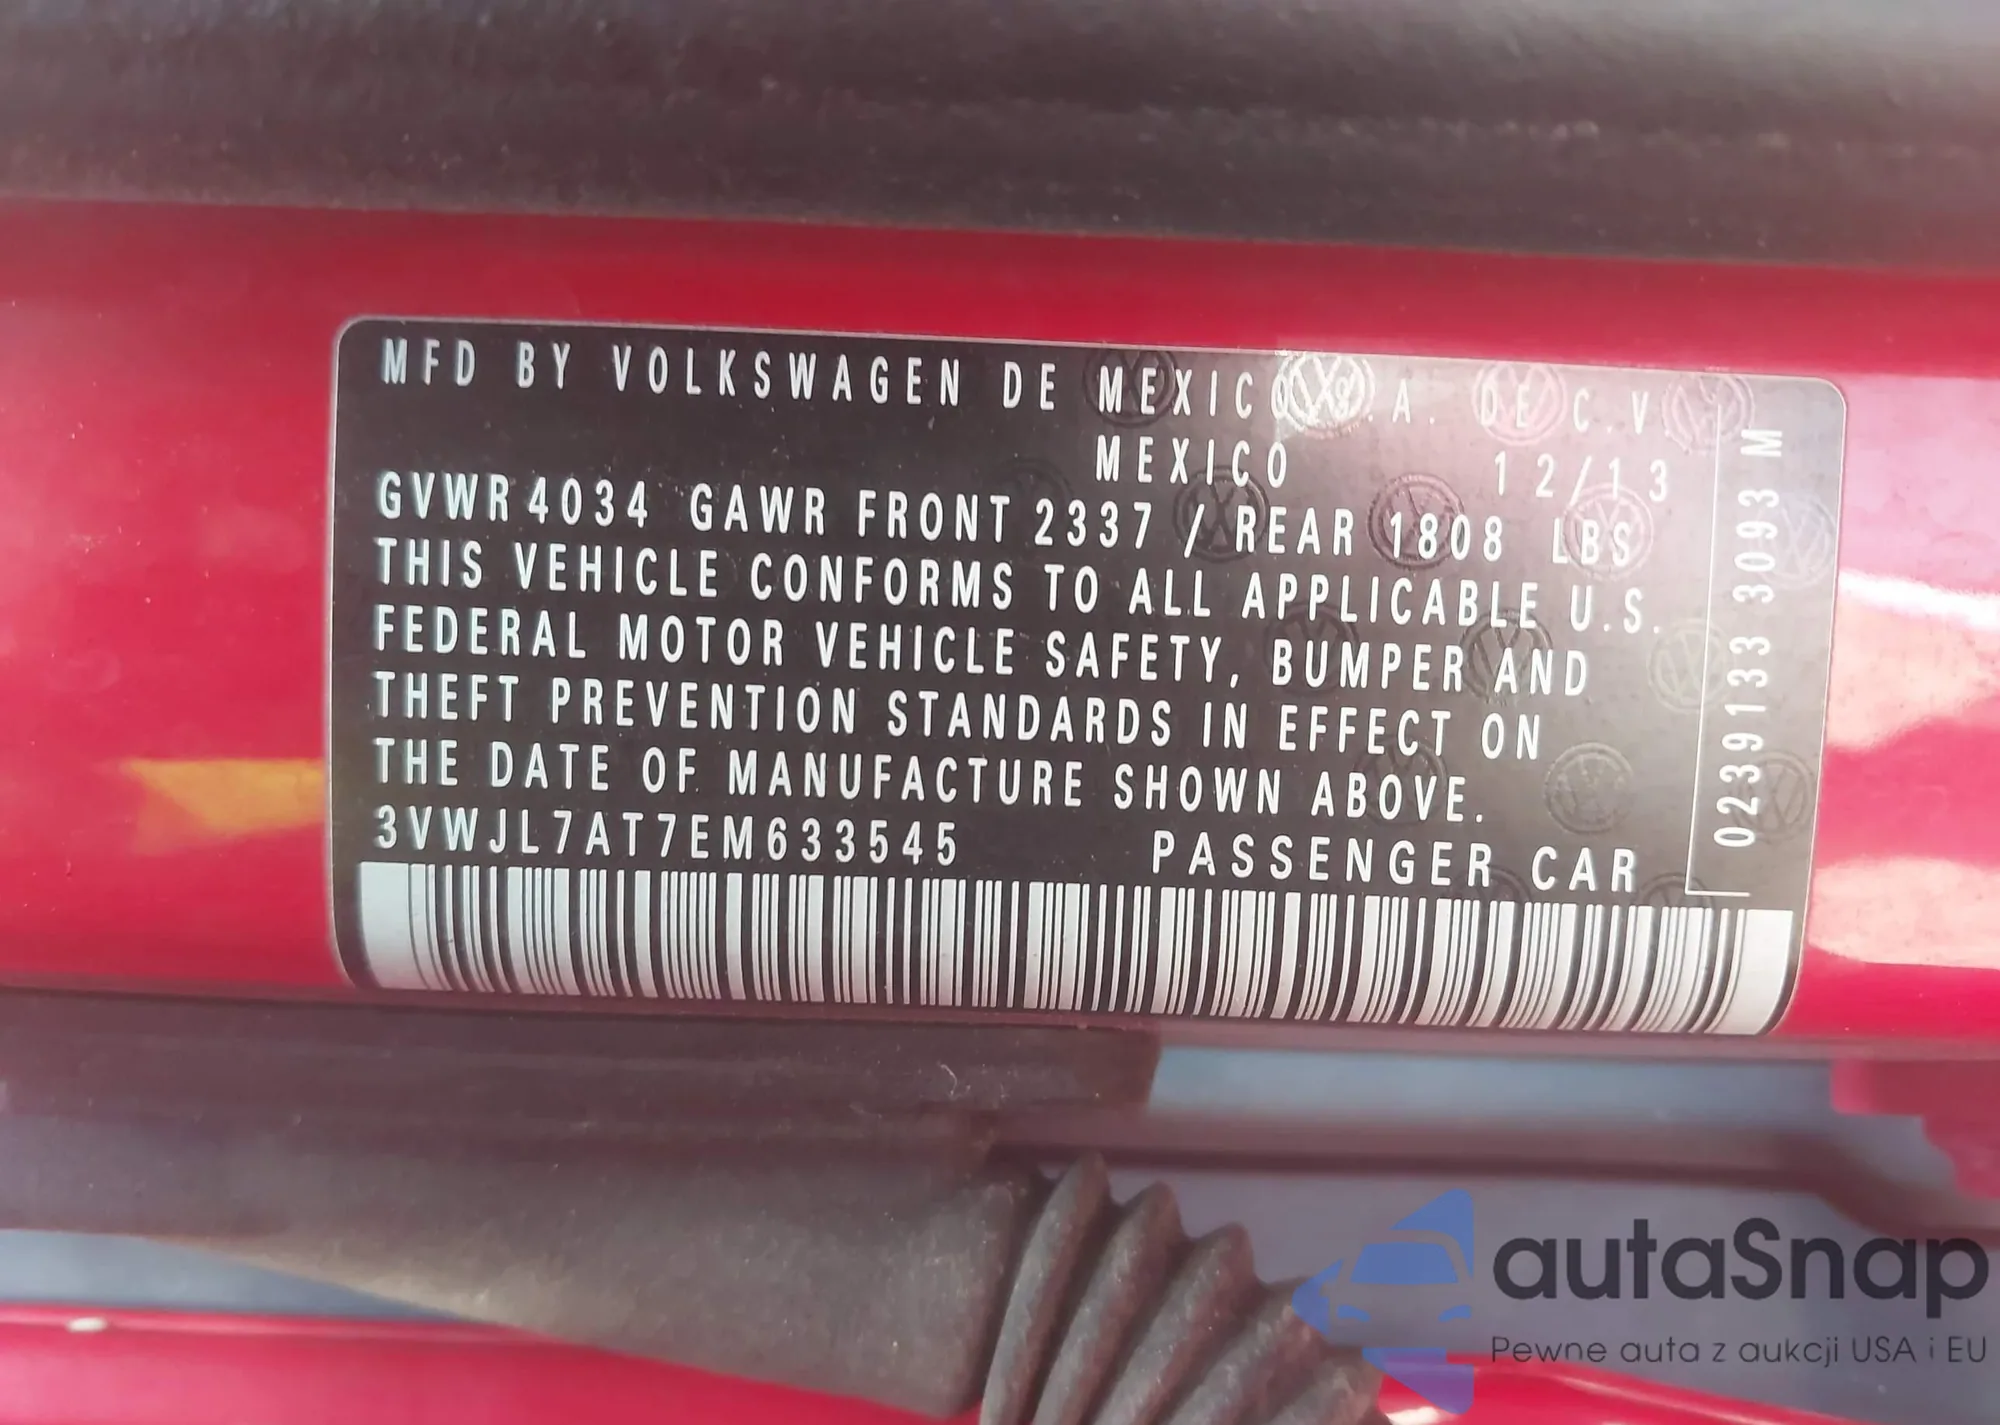 MFD BY VOLKSWAGEN DE MEXICO,S.A. DE C.V.
MEXICO 12/13
GVWR 4034 GAWR FRONT 2337 / REAR 1808 LBS
THIS VEHICLE CONFORMS TO ALL APPLICABLE U.S.
FEDERAL MOTOR VEHICLE SAFETY, BUMPER AND
THEFT PREVENTION STANDARDS IN EFFECT ON
THE DATE OF MANUFACTURE SHOWN ABOVE.
3VWJL7AT7EM633545 PASSENGER CAR
0239133 3093 M
autaSnap
Pewne auta z aukcji USA i EU